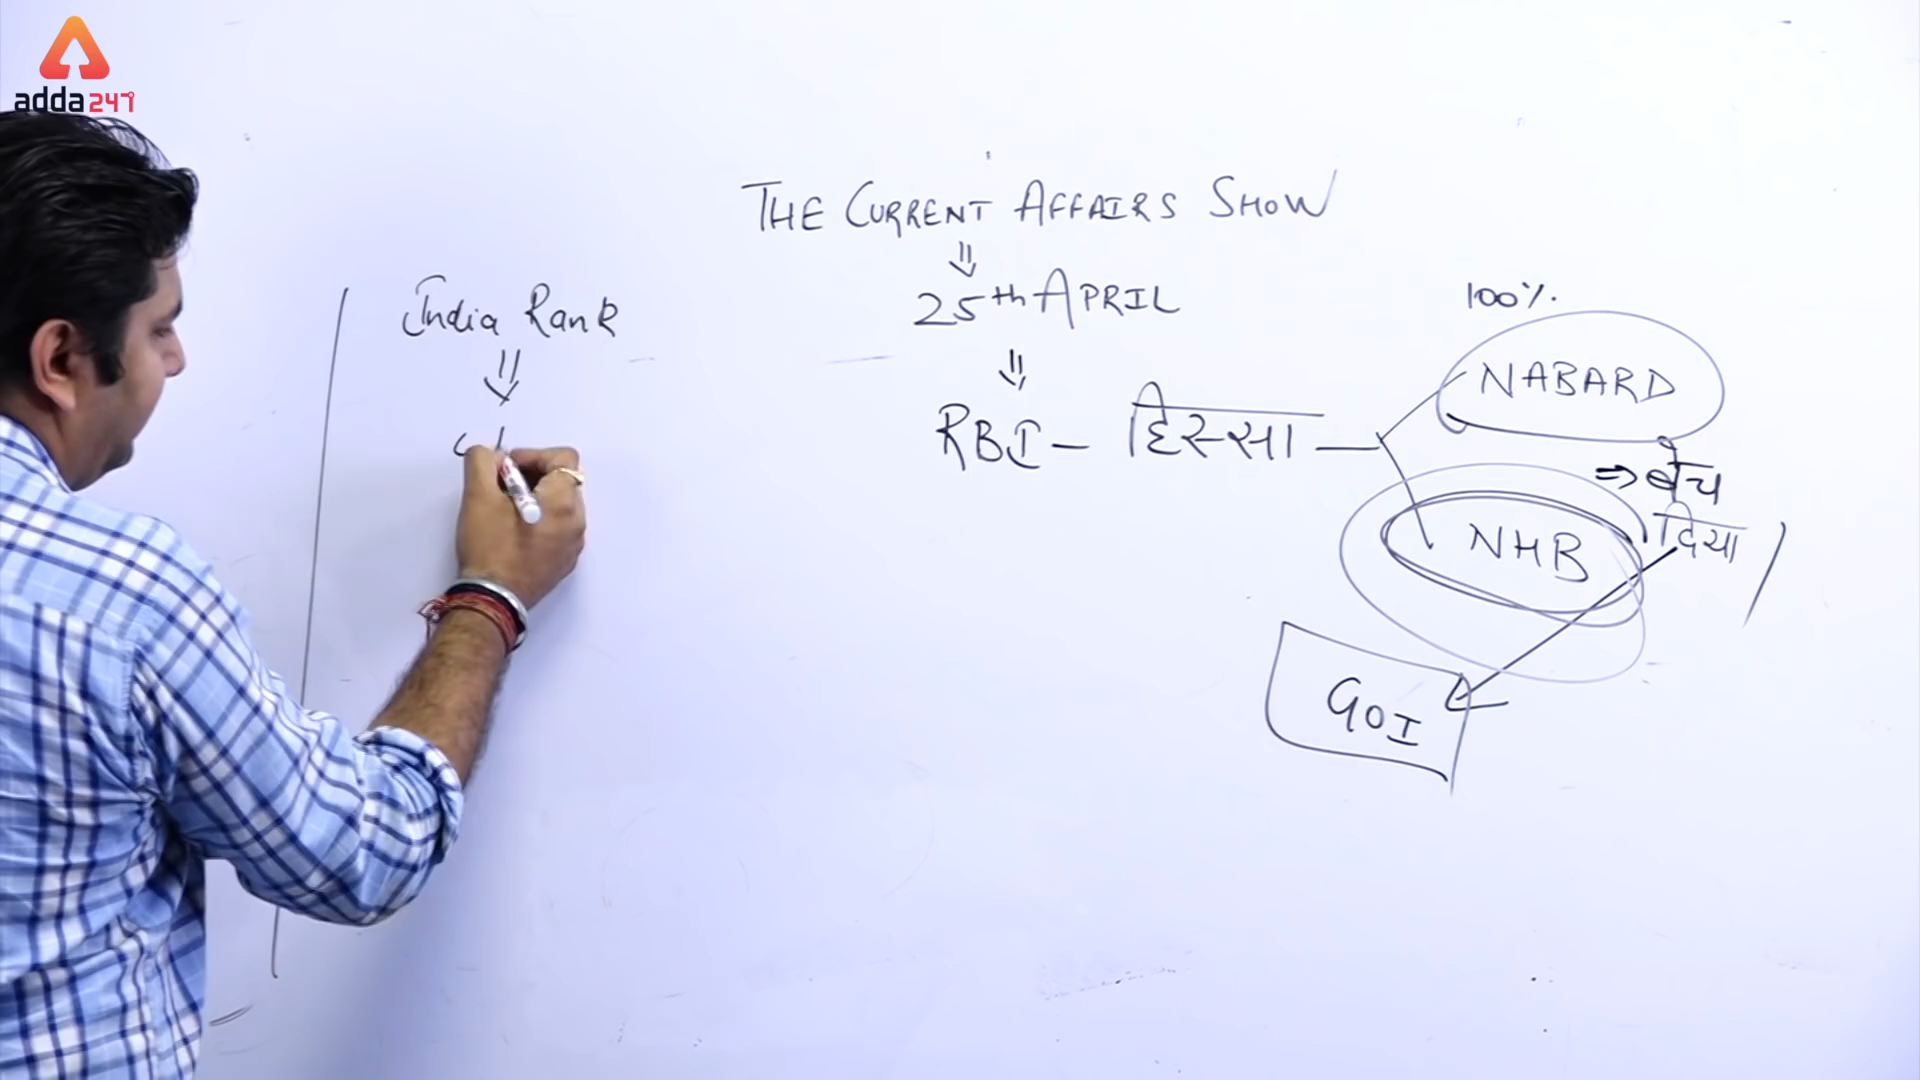 adda247
THE CURRENT AFFAIRS SHOW
25th APRIL
RBI - हिस्सा
100%.
NABARD
⇒ बेच
दिया
NHB
GOI
India Rank